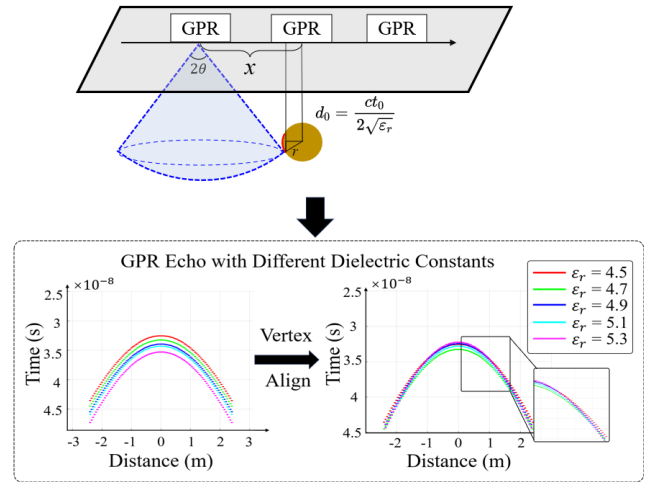 GPR GPR GPR
2θ
x
d₀ = ct₀ / 2√εᵣ
r
GPR Echo with Different Dielectric Constants
×10⁻⁸
2.5
3
3.5
4
4.5
Time (s)
-3 -2 -1 0 1 2 3
Distance (m)
Vertex
Align
×10⁻⁸
2.5
3
3.5
4
4.5
Time (s)
-2 -1 0 1 2
Distance (m)
εᵣ = 4.5
εᵣ = 4.7
εᵣ = 4.9
εᵣ = 5.1
εᵣ = 5.3